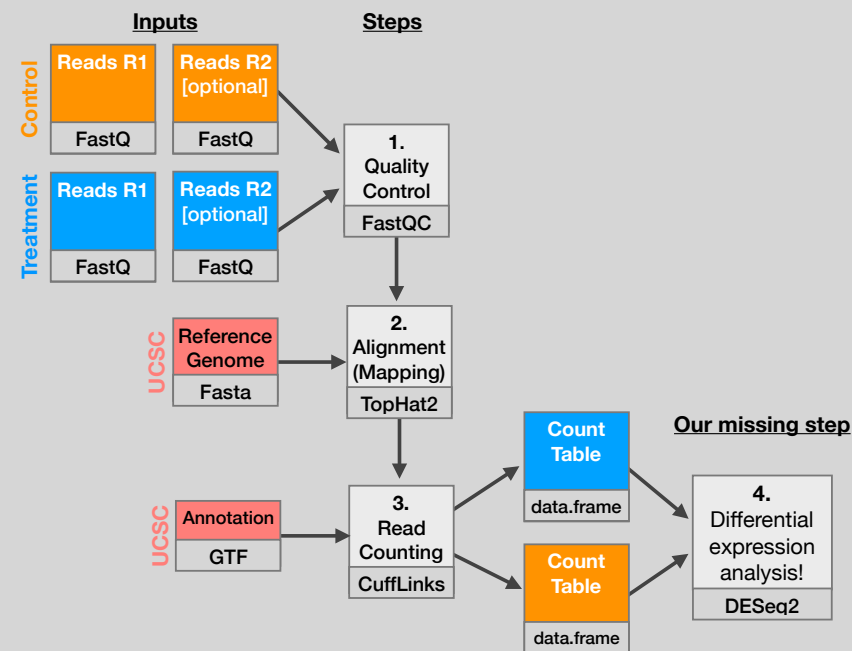 Inputs
Steps
Control
Reads R1
FastQ
Reads R2
[optional]
FastQ
Treatment
Reads R1
FastQ
Reads R2
[optional]
FastQ
1.
Quality
Control
FastQC
UCSC
Reference
Genome
Fasta
2.
Alignment
(Mapping)
TopHat2
UCSC
Annotation
GTF
3.
Read
Counting
CuffLinks
Count
Table
data.frame
Count
Table
data.frame
Our missing step
4.
Differential
expression
analysis!
DESeq2